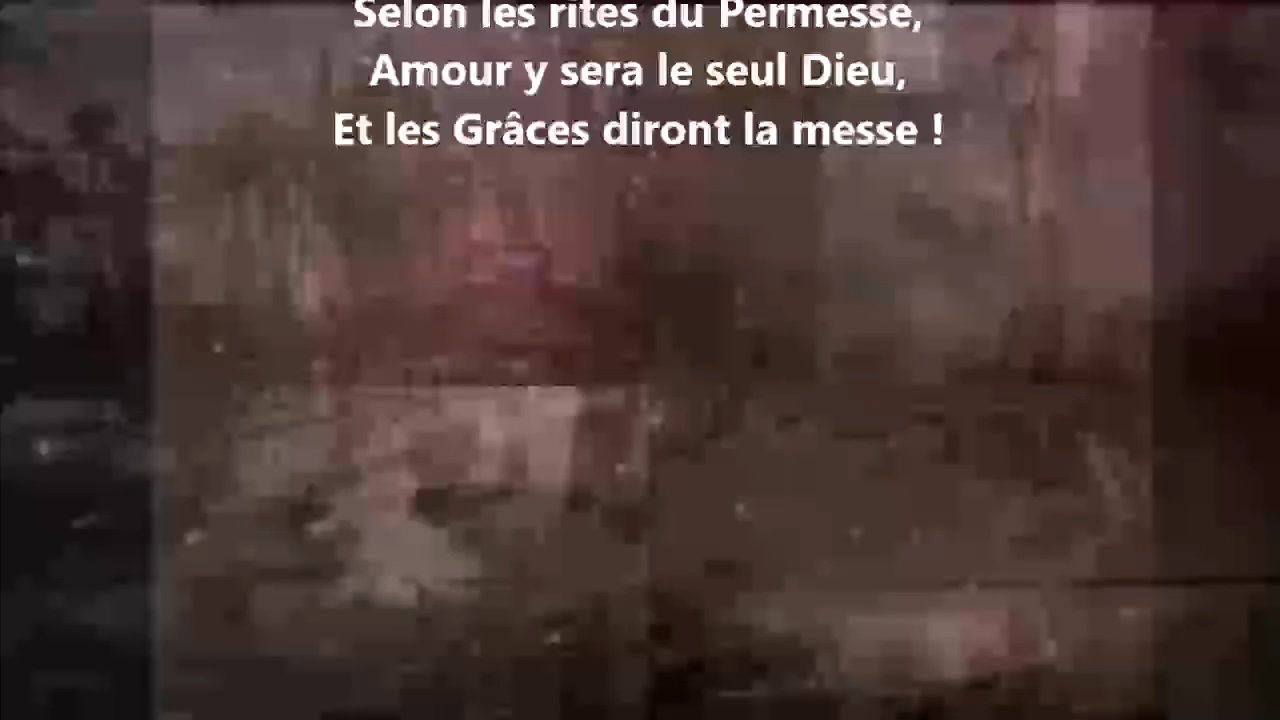 Selon les rites du Permesse,
Amour y sera le seul Dieu,
Et les Grâces diront la messe !